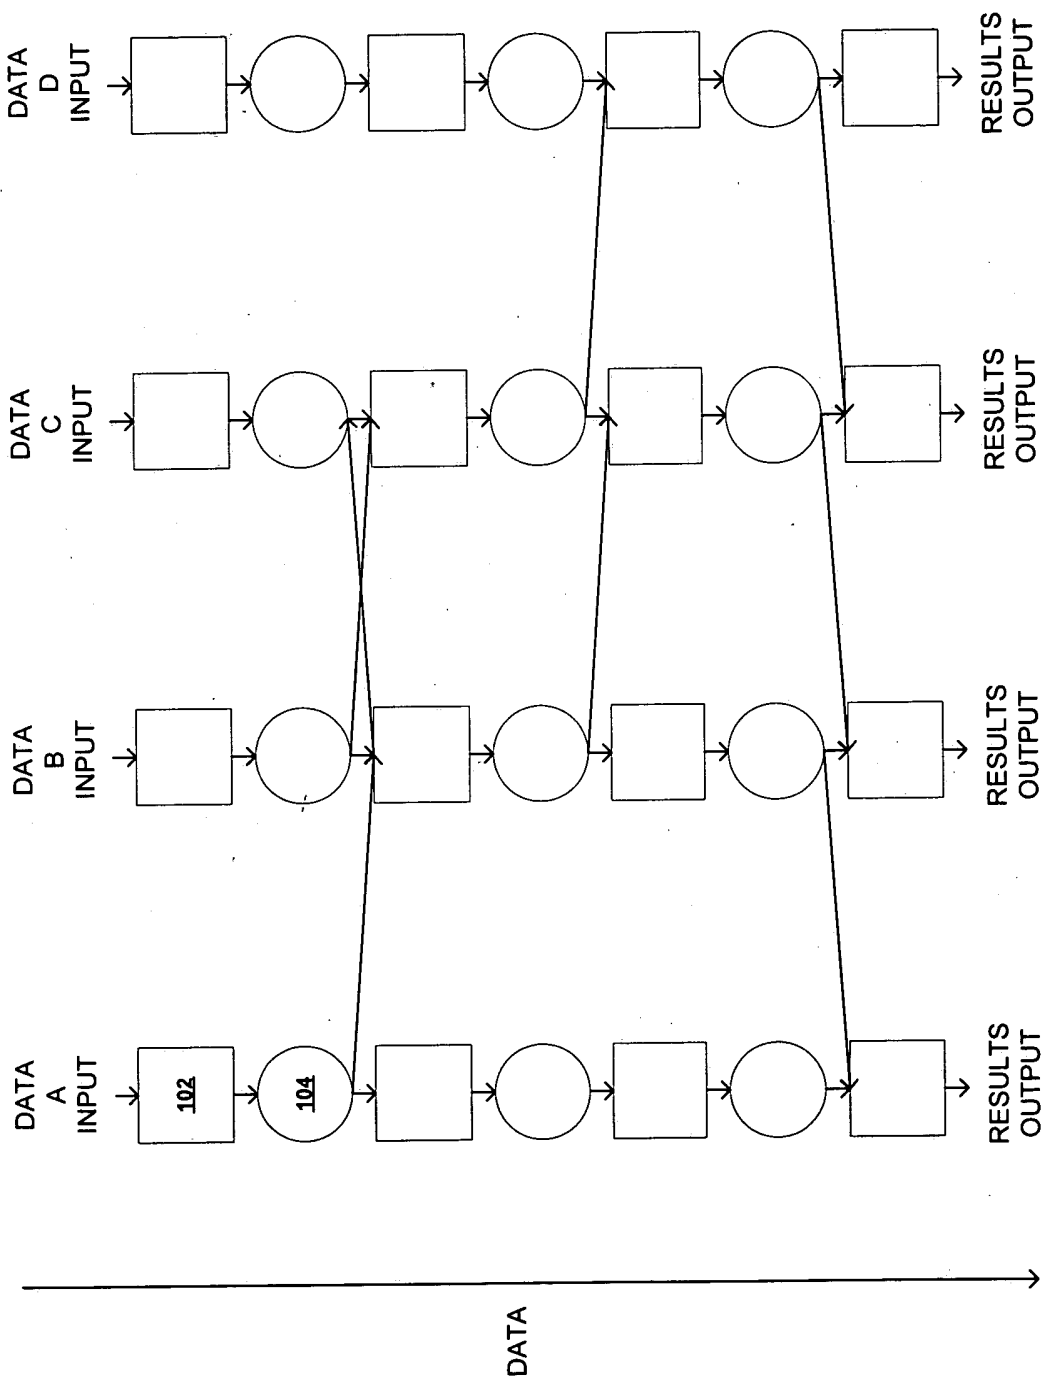 DATA
A
INPUT
DATA
B
INPUT
DATA
C
INPUT
DATA
D
INPUT
102
104
DATA
RESULTS
OUTPUT
RESULTS
OUTPUT
RESULTS
OUTPUT
RESULTS
OUTPUT